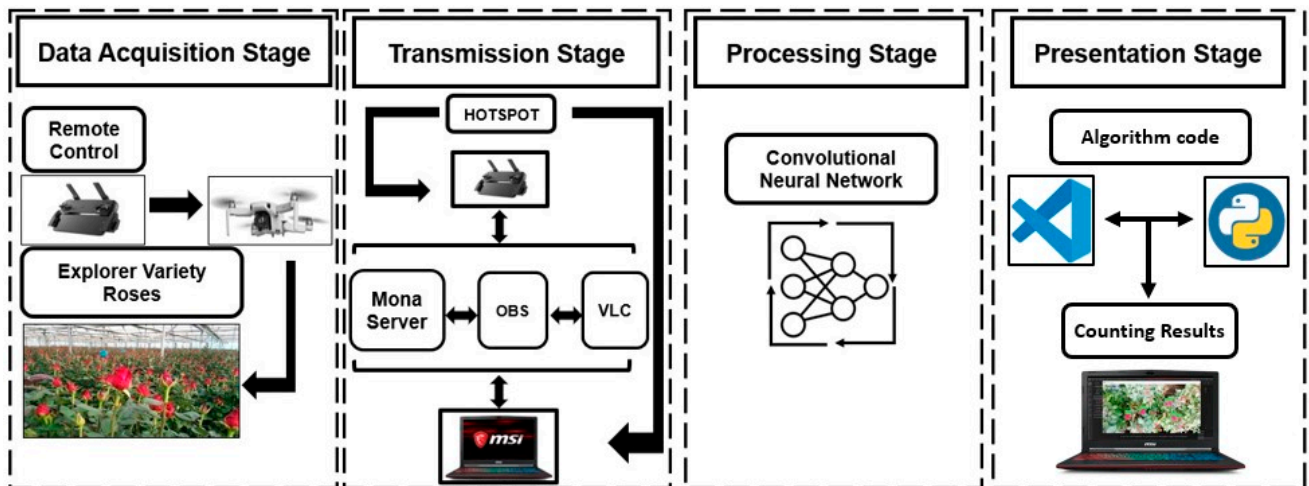 Data Acquisition Stage
Remote
Control
Explorer Variety
Roses
Transmission Stage
HOTSPOT
Mona
Server
OBS
VLC
msi
Processing Stage
Convolutional
Neural Network
Presentation Stage
Algorithm code
Counting Results